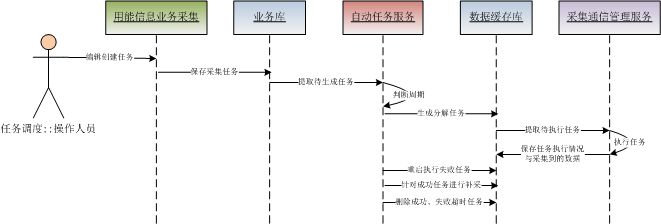 用能信息业务采集
业务库
自动任务服务
数据缓存库
采集通信管理服务
编辑创建任务
保存采集任务
提取待生成任务
判断周期
生成分解任务
任务调度::操作人员
提取待执行任务
执行任务
保存任务执行情况
与采集到的数据
重启执行失败任务
针对成功任务进行补采
删除成功、失败超时任务